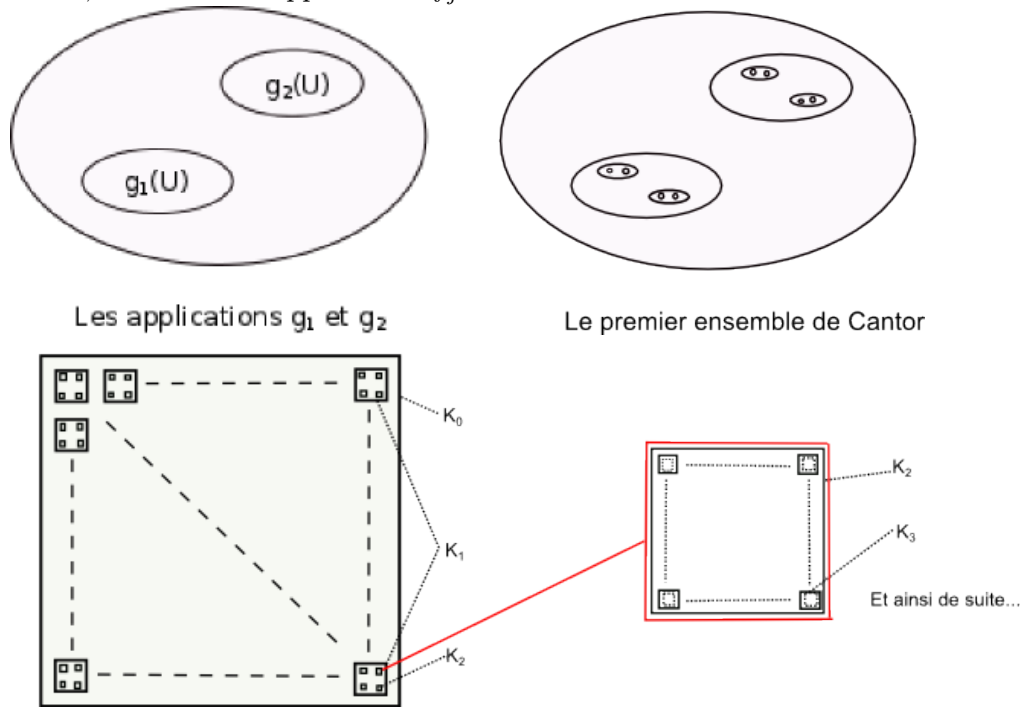 g₂(U)
g₁(U)
Les applications g₁ et g₂
Le premier ensemble de Cantor
K₀
K₁
K₂
K₂
K₃
Et ainsi de suite...